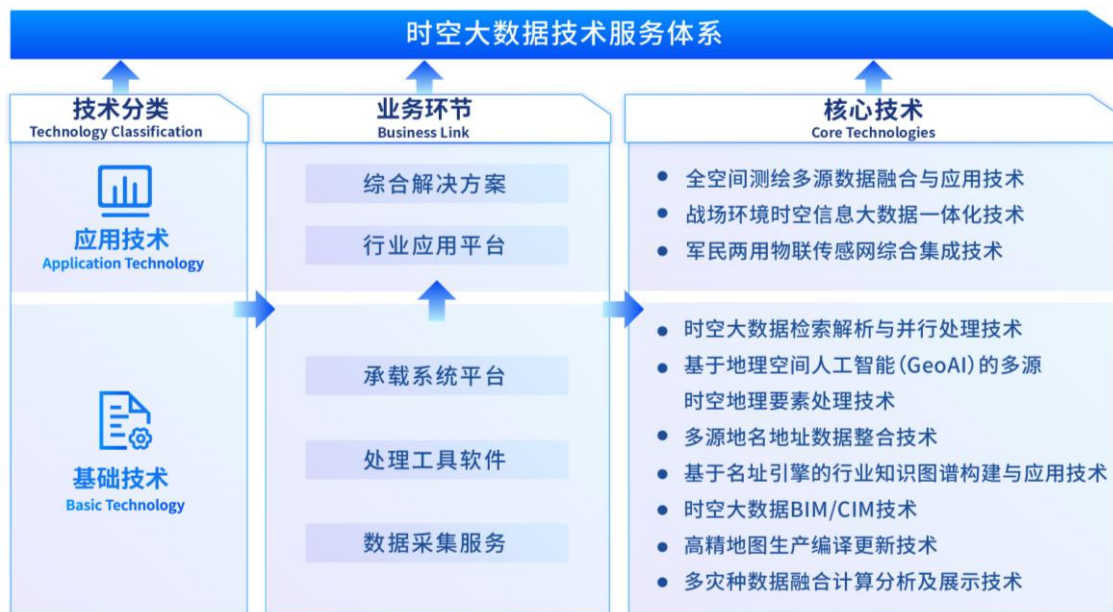 时空大数据技术服务体系
技术分类
Technology Classification
业务环节
Business Link
核心技术
Core Technologies
应用技术
Application Technology
综合解决方案
行业应用平台
● 全空间测绘多源数据融合与应用技术
● 战场环境时空信息大数据一体化技术
● 军民两用物联传感网综合集成技术
基础技术
Basic Technology
承载系统平台
处理工具软件
数据采集服务
● 时空大数据检索解析与并行处理技术
● 基于地理空间人工智能(GeoAI)的多源
时空地理要素处理技术
● 多源地名地址数据整合技术
● 基于名址引擎的行业知识图谱构建与应用技术
● 时空大数据BIM/CIM技术
● 高精地图生产编译更新技术
● 多灾种数据融合计算分析及展示技术